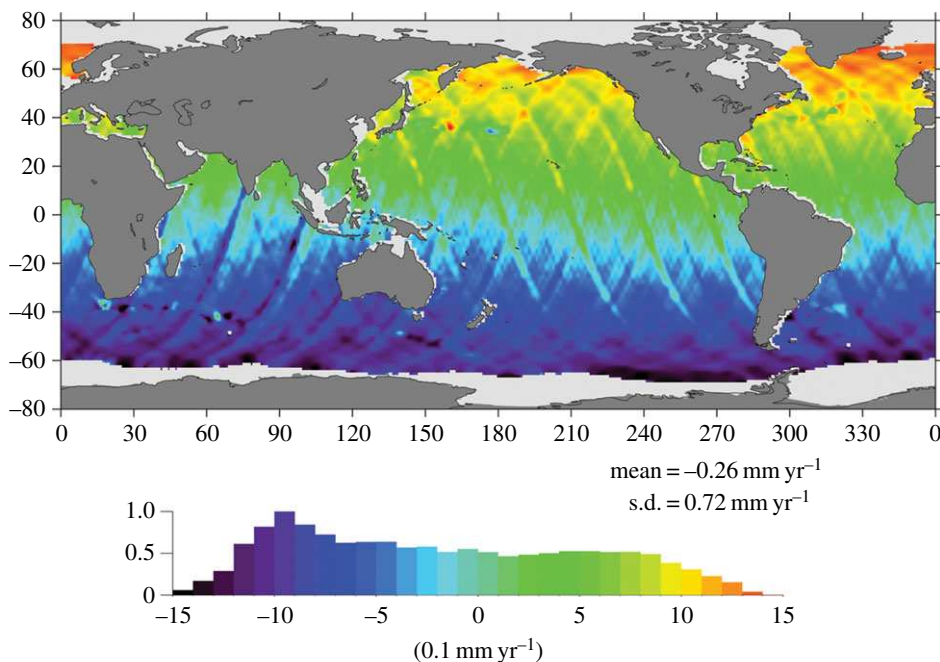 80
60
40
20
0
–20
–40
–60
–80
0 30 60 90 120 150 180 210 240 270 300 330 0
mean = –0.26 mm yr⁻¹
s.d. = 0.72 mm yr⁻¹
1.0
0.5
0
–15 –10 –5 0 5 10 15
(0.1 mm yr⁻¹)